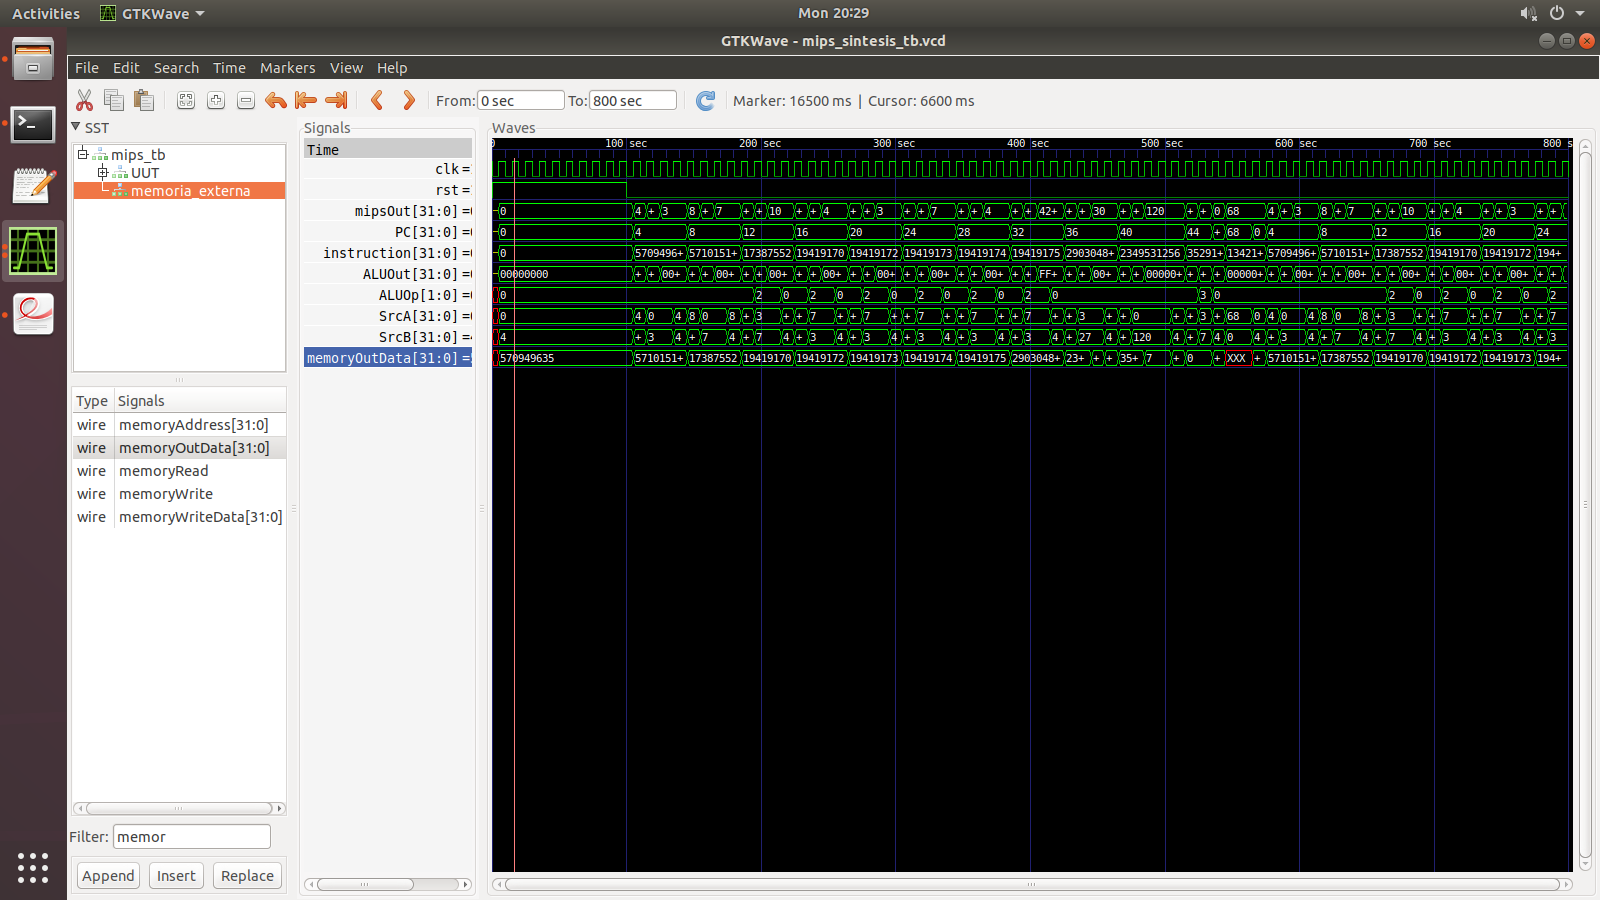 Activities GTKWave Mon 20:29
GTKWave - mips_sintesis_tb.vcd
File Edit Search Time Markers View Help
From: 0 sec To: 800 sec Marker: 16500 ms | Cursor: 6600 ms
SST
mips_tb
UUT
memoria_externa
Type Signals
wire memoryAddress[31:0]
wire memoryOutData[31:0]
wire memoryRead
wire memoryWrite
wire memoryWriteData[31:0]
Filter: memor
Append Insert Replace
Signals
Time
clk =
rst =
mipsOut[31:0] =
PC[31:0] =
instruction[31:0] =
ALUOut[31:0] =
ALUOp[1:0] =
SrcA[31:0] =
SrcB[31:0] =4
memoryOutData[31:0] =
Waves
0 100 sec 200 sec 300 sec 400 sec 500 sec 600 sec 700 sec 800 s
0 4 + 3 8 + 7 + + 10 + + 4 + + 3 + + 7 + + 4 + + 42+ + + 30 + + 120 + + 0 68 4 + 3 8 + 7 + + 10 + + 4 + + 3 + +
0 4 8 12 16 20 24 28 32 36 40 44 + 68 0 4 8 12 16 20 24
0 5709496+ 5710151+ 17387552 19419170 19419172 19419173 19419174 19419175 2903048+ 2349531256 35291+ 13421+ 5709496+ 5710151+ 17387552 19419170 19419172 194+
00000000 + + 00+ + + 00+ + + 00+ + + 00+ + + 00+ + + 00+ + + 00+ + + FF+ + + 00+ + + 00000+ + + 00000+ + + 00+ + + 00+ + + 00+ + + 00+ + + 00+ +
0 2 0 2 0 2 0 2 0 2 0 2 0 3 0 2 0 2 0 2 0 2
0 4 0 4 8 0 8 + 3 + + 7 + + 7 + + 7 + + 7 + + 7 + + 3 + + 0 + + 3 + 68 0 4 0 4 8 0 8 + 3 + + 7 + + 7 + + 7
4 + 3 4 + 7 4 + 7 4 + 3 4 + 3 4 + 3 4 + 3 4 + 3 4 + 27 4 + 120 4 + 7 4 0 4 + 3 4 + 7 4 + 7 4 + 3 4 + 3 4 + 3
570949635 5710151+ 17387552 19419170 19419172 19419173 19419174 19419175 2903048+ 23+ + + 35+ 7 + 0 + XXX + 5710151+ 17387552 19419170 19419172 19419173 194+